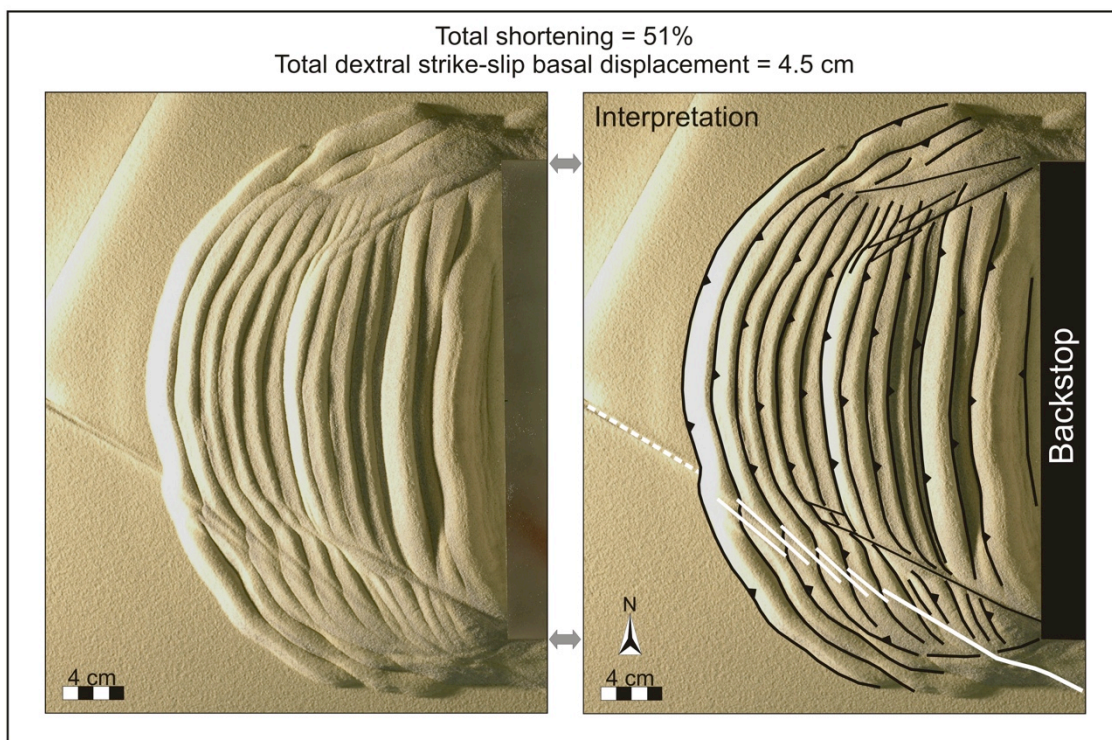 Total shortening = 51%
Total dextral strike-slip basal displacement = 4.5 cm
Interpretation
Backstop
N
4 cm
4 cm